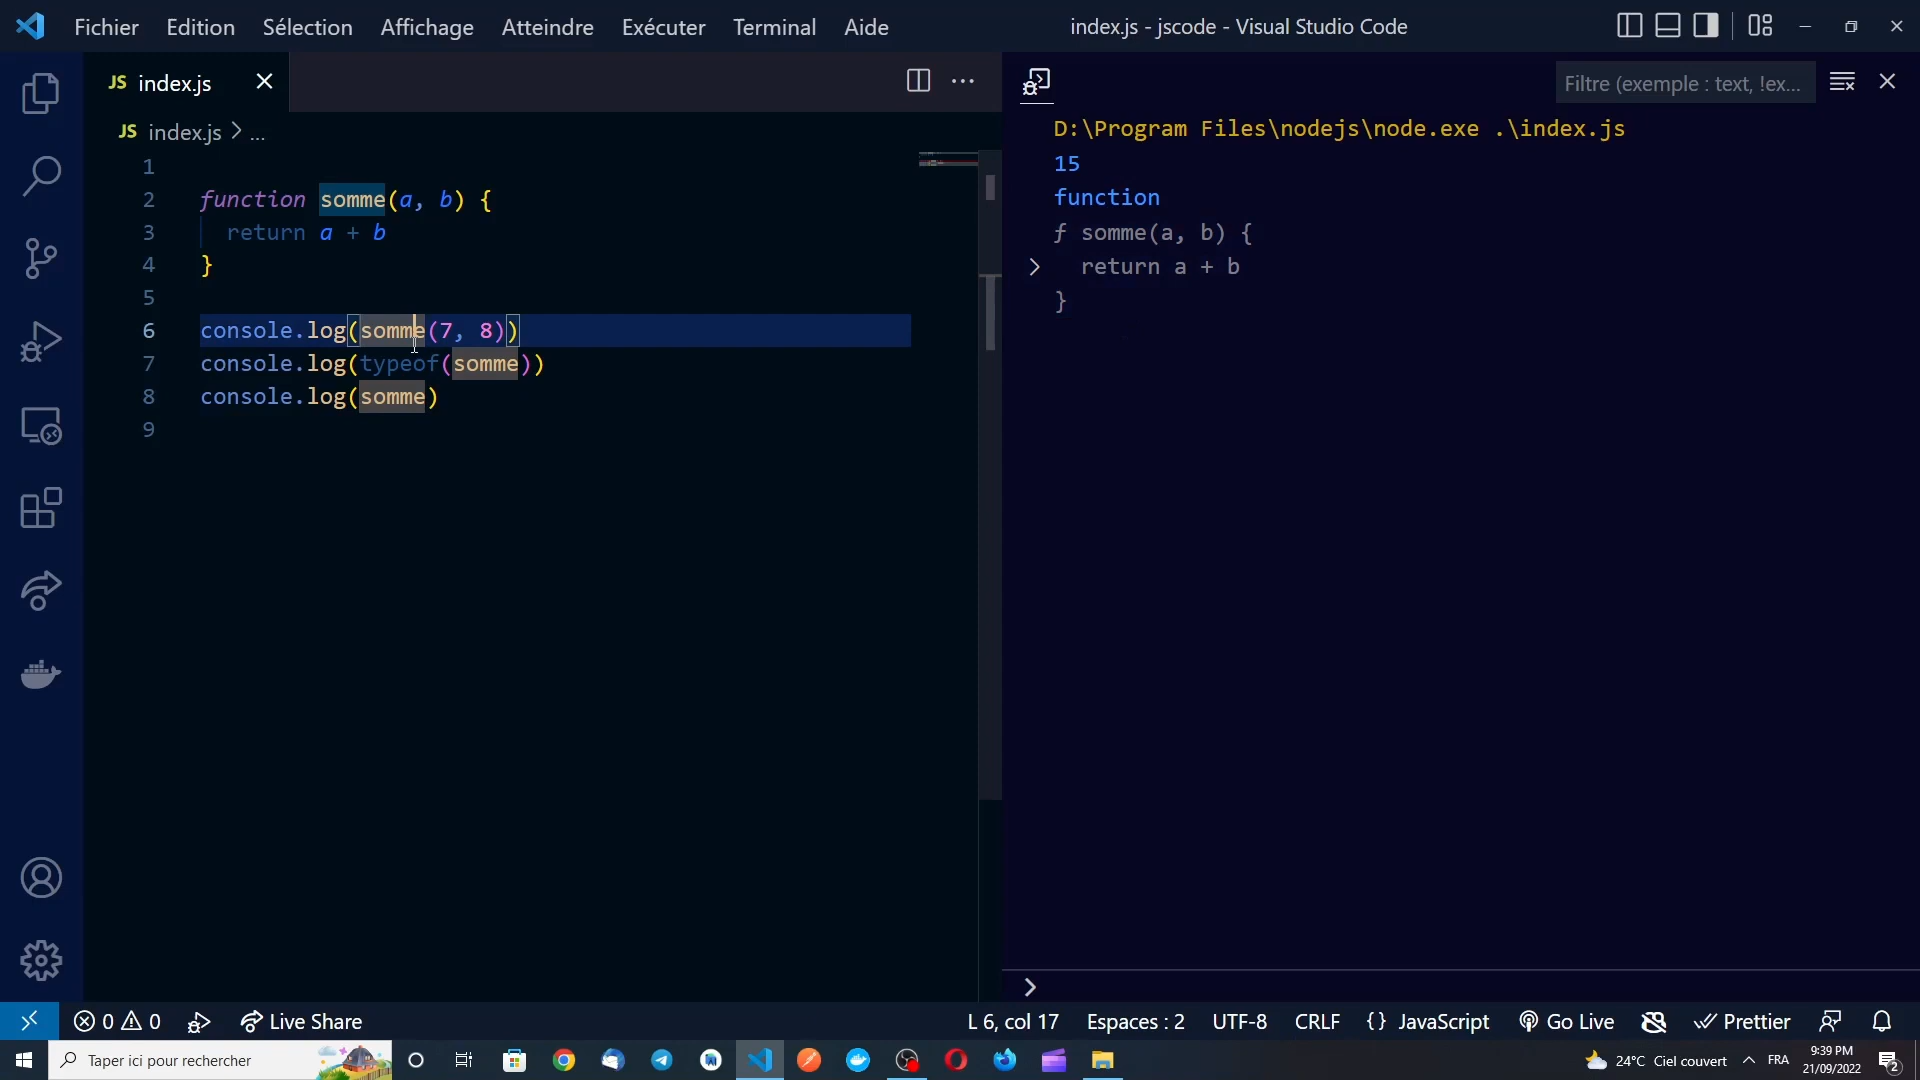 Fichier Edition Sélection Affichage Atteindre Exécuter Terminal Aide
index.js - jscode - Visual Studio Code
JS index.js
JS index.js > ...
1
2 function somme(a, b) {
3 return a + b
4 }
5
6 console.log(somme(7, 8))
7 console.log(typeof(somme))
8 console.log(somme)
9
Filtre (exemple : text, !ex...
D:\Program Files\nodejs\node.exe .\index.js
15
function
ƒ somme(a, b) {
return a + b
}
0 0 Live Share
L 6, col 17 Espaces : 2 UTF-8 CRLF {} JavaScript Go Live Prettier
Taper ici pour rechercher
24°C Ciel couvert FRA
9:39 PM
21/09/2022
2